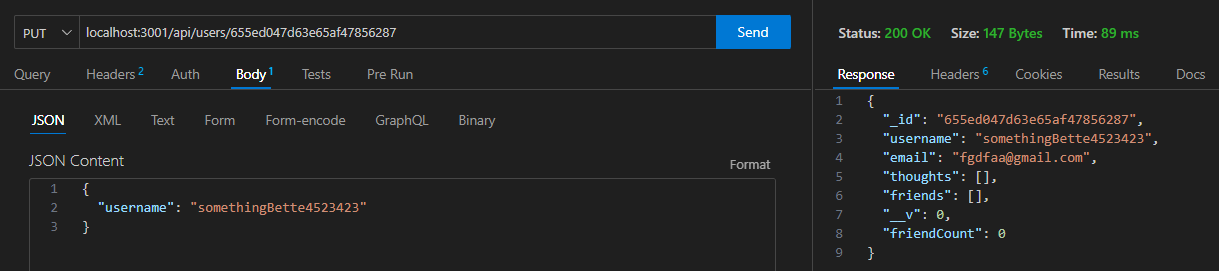 PUT localhost:3001/api/users/655ed047d63e65af47856287 Send
Query Headers 2 Auth Body 1 Tests Pre Run
JSON XML Text Form Form-encode GraphQL Binary
JSON Content Format
1 {
2 "username": "somethingBette4523423"
3 }
Status: 200 OK Size: 147 Bytes Time: 89 ms
Response Headers 6 Cookies Results Docs
1 {
2 "_id": "655ed047d63e65af47856287",
3 "username": "somethingBette4523423",
4 "email": "fgdfaa@gmail.com",
5 "thoughts": [],
6 "friends": [],
7 "__v": 0,
8 "friendCount": 0
9 }